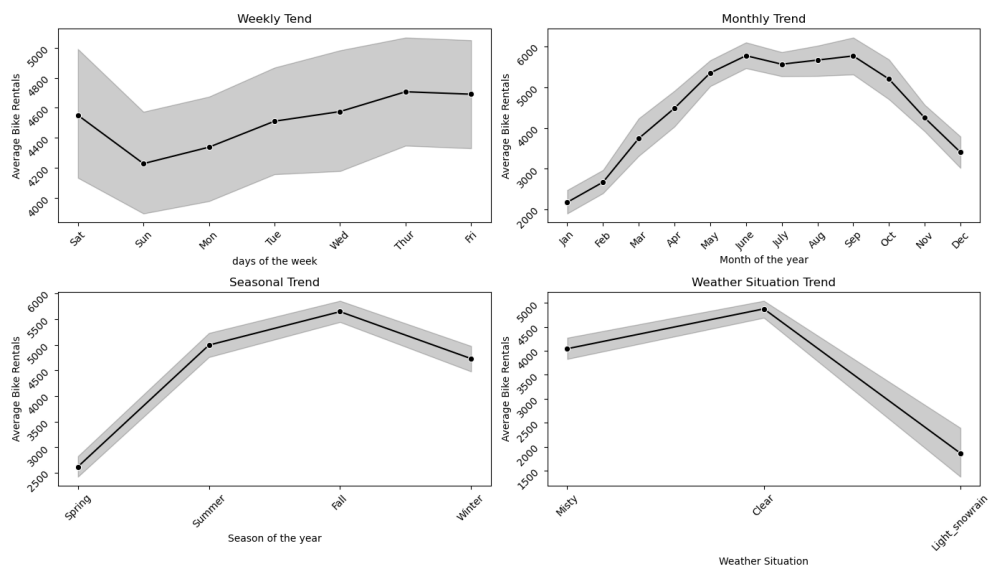 Weekly Tend
Average Bike Rentals
5000
4800
4600
4400
4200
4000
Sat Sun Mon Tue Wed Thur Fri
days of the week
Monthly Trend
Average Bike Rentals
6000
5000
4000
3000
2000
Jan Feb Mar Apr May June July Aug Sep Oct Nov Dec
Month of the year
Seasonal Trend
Average Bike Rentals
6000
5500
5000
4500
4000
3500
3000
2500
Spring Summer Fall Winter
Season of the year
Weather Situation Trend
Average Bike Rentals
5000
4500
4000
3500
3000
2500
2000
1500
Misty Clear Light_snowrain
Weather Situation